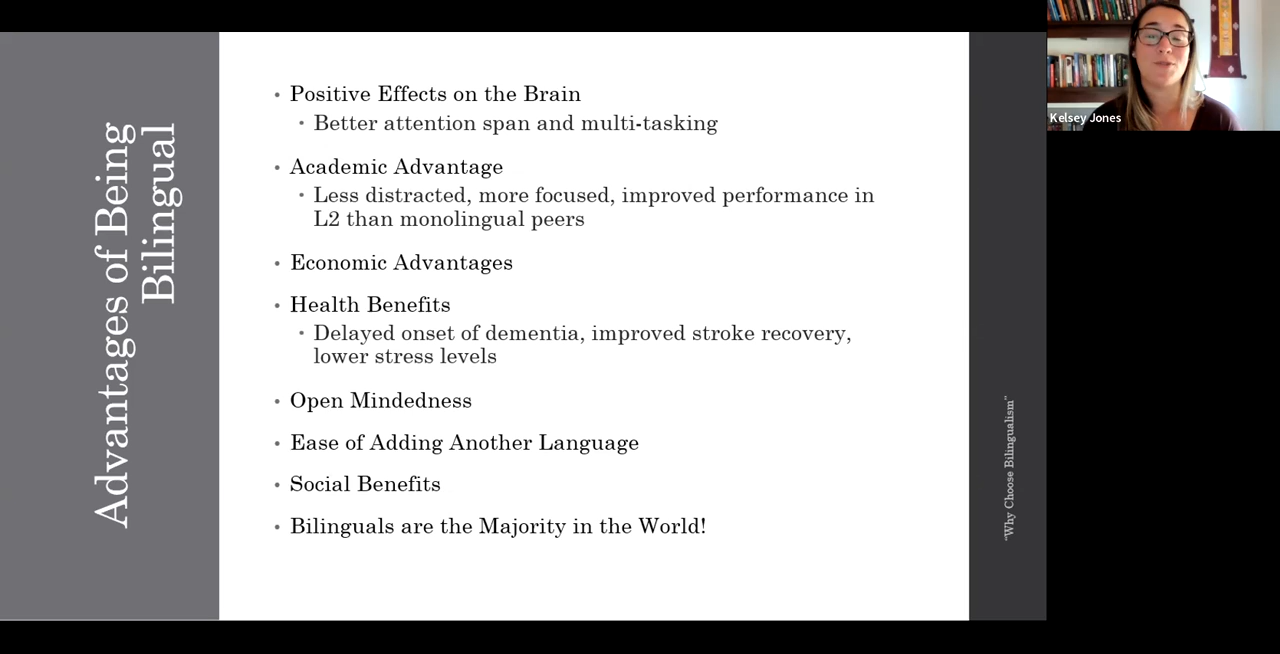 Advantages of Being
Bilingual
• Positive Effects on the Brain
• Better attention span and multi-tasking
• Academic Advantage
• Less distracted, more focused, improved performance in
L2 than monolingual peers
• Economic Advantages
• Health Benefits
• Delayed onset of dementia, improved stroke recovery,
lower stress levels
• Open Mindedness
• Ease of Adding Another Language
• Social Benefits
• Bilinguals are the Majority in the World!
"Why Choose Bilingualism"
Kelsey Jones